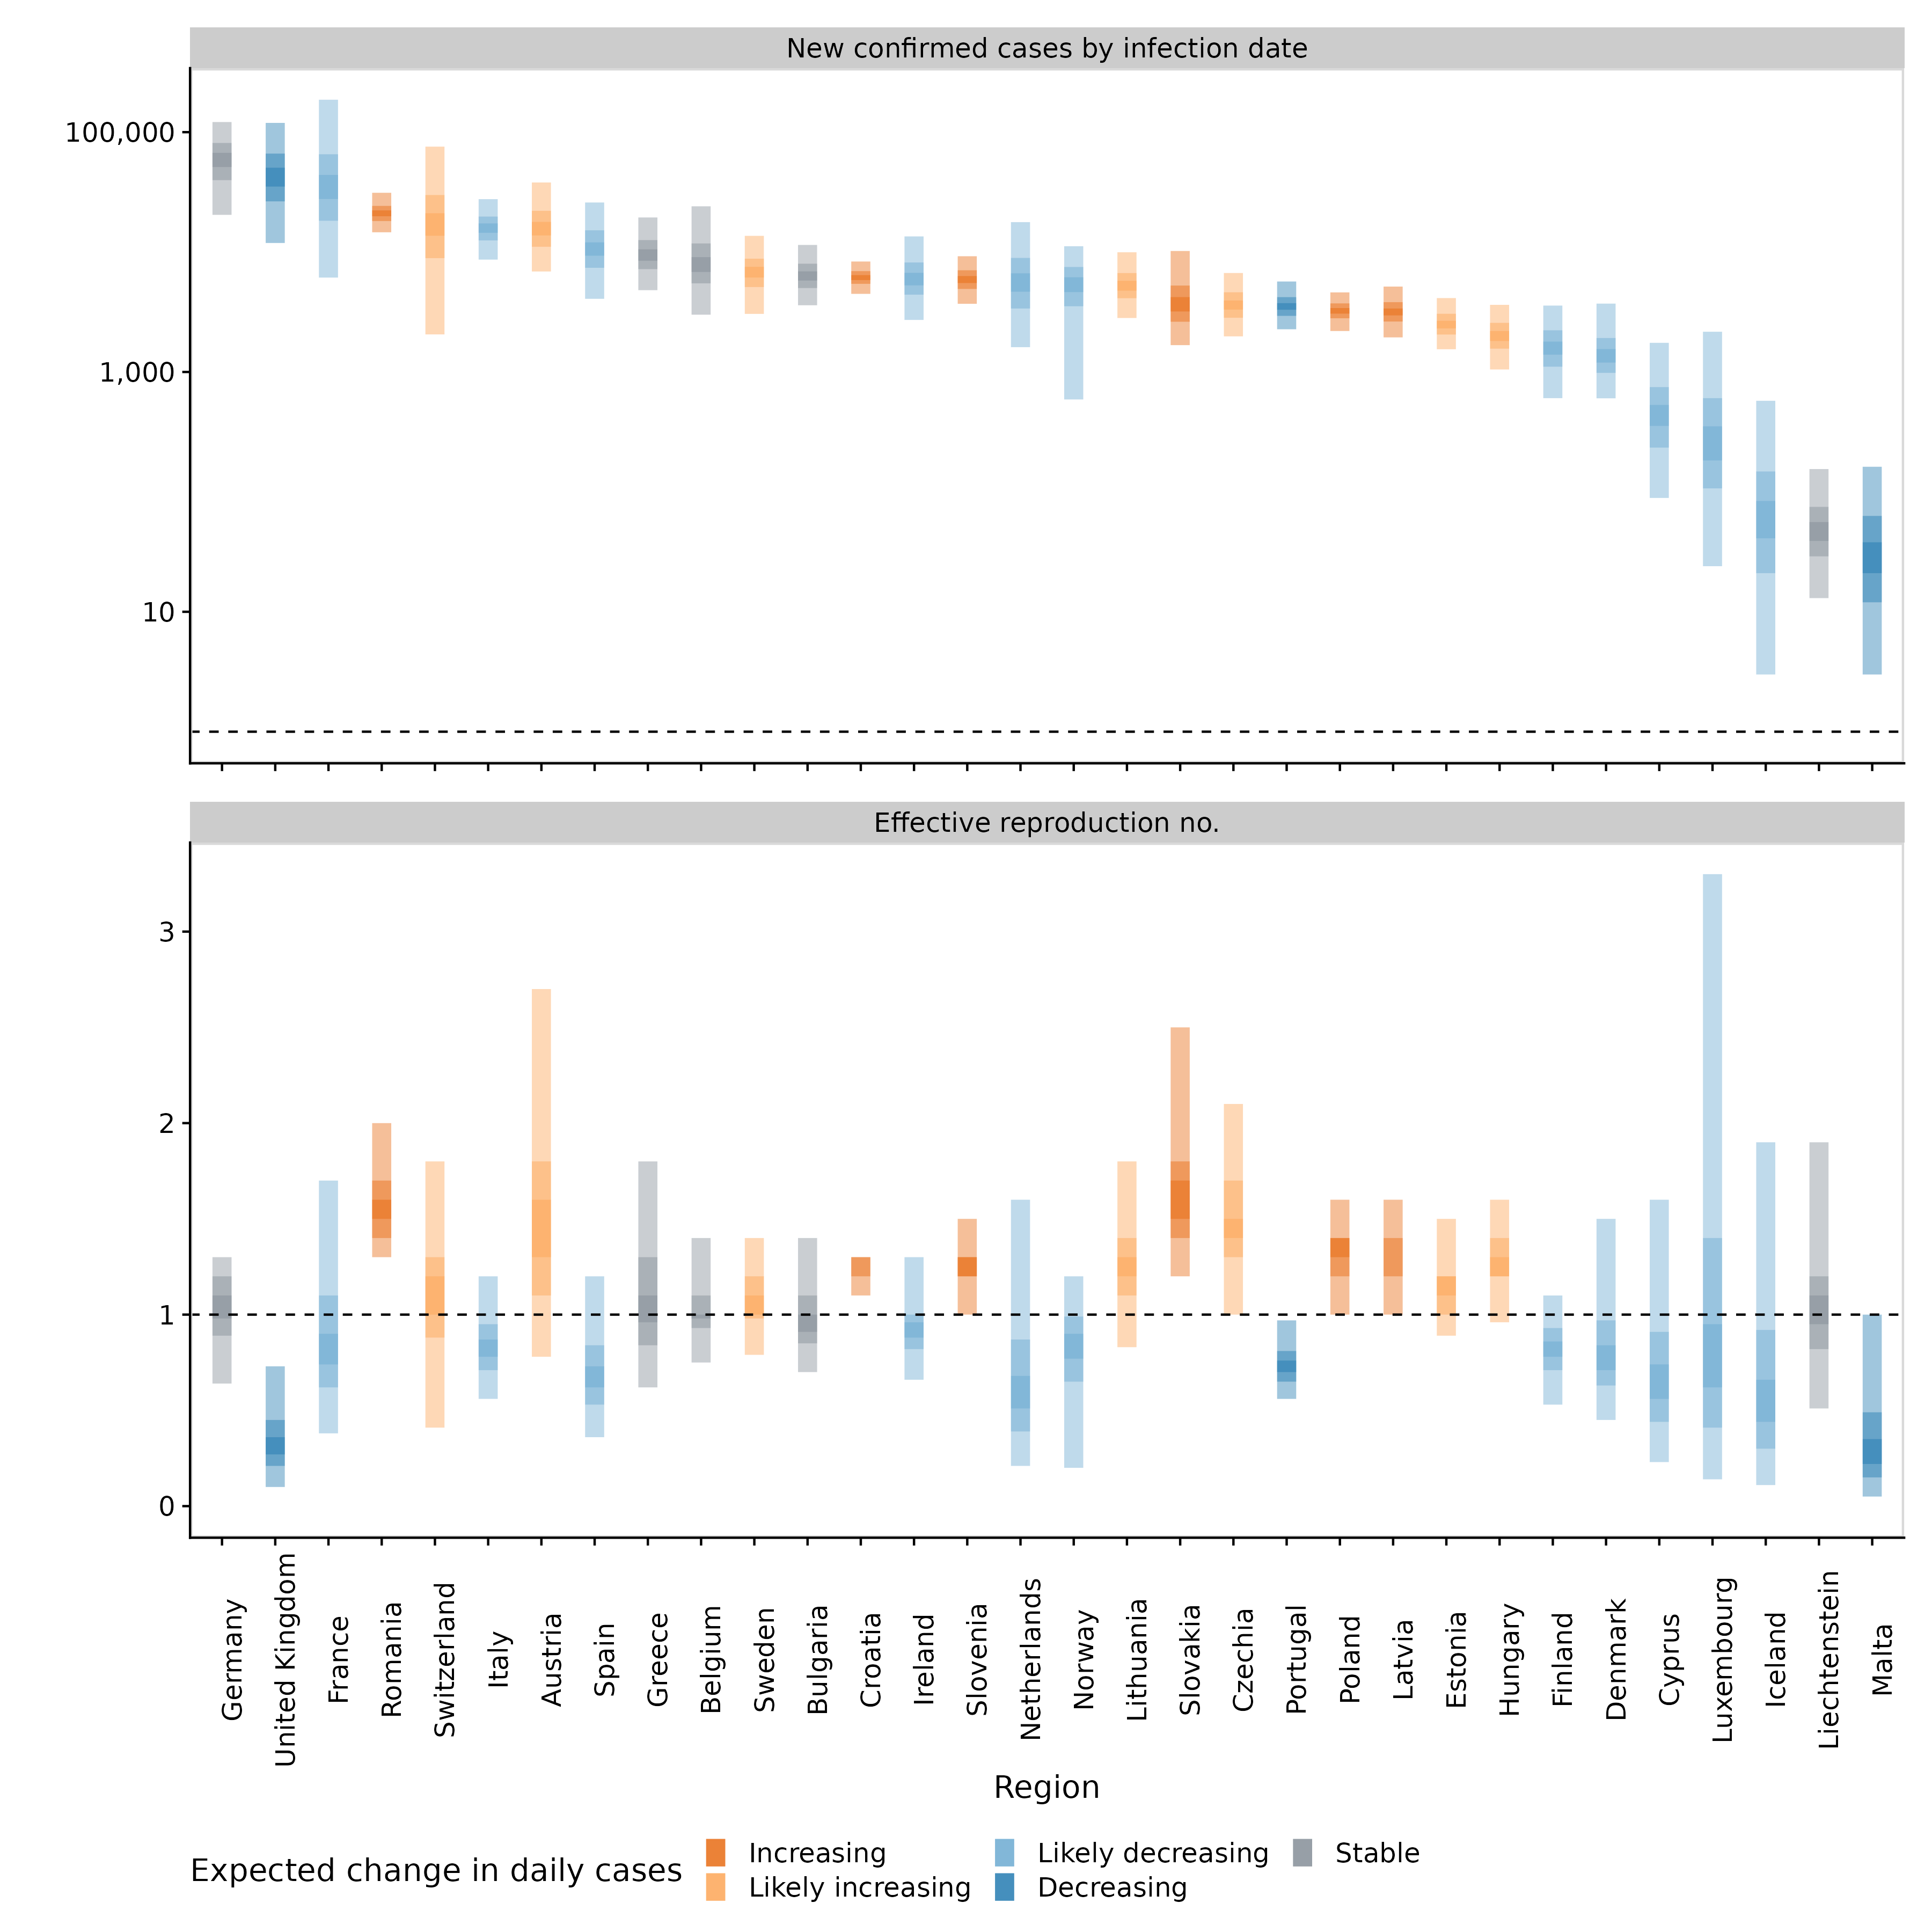 New confirmed cases by infection date
100,000
1,000
10
Effective reproduction no.
3
2
1
0
Germany
United Kingdom
France
Romania
Switzerland
Italy
Austria
Spain
Greece
Belgium
Sweden
Bulgaria
Croatia
Ireland
Slovenia
Netherlands
Norway
Lithuania
Slovakia
Czechia
Portugal
Poland
Latvia
Estonia
Hungary
Finland
Denmark
Cyprus
Luxembourg
Iceland
Liechtenstein
Malta
Region
Expected change in daily cases
Increasing
Likely increasing
Likely decreasing
Decreasing
Stable